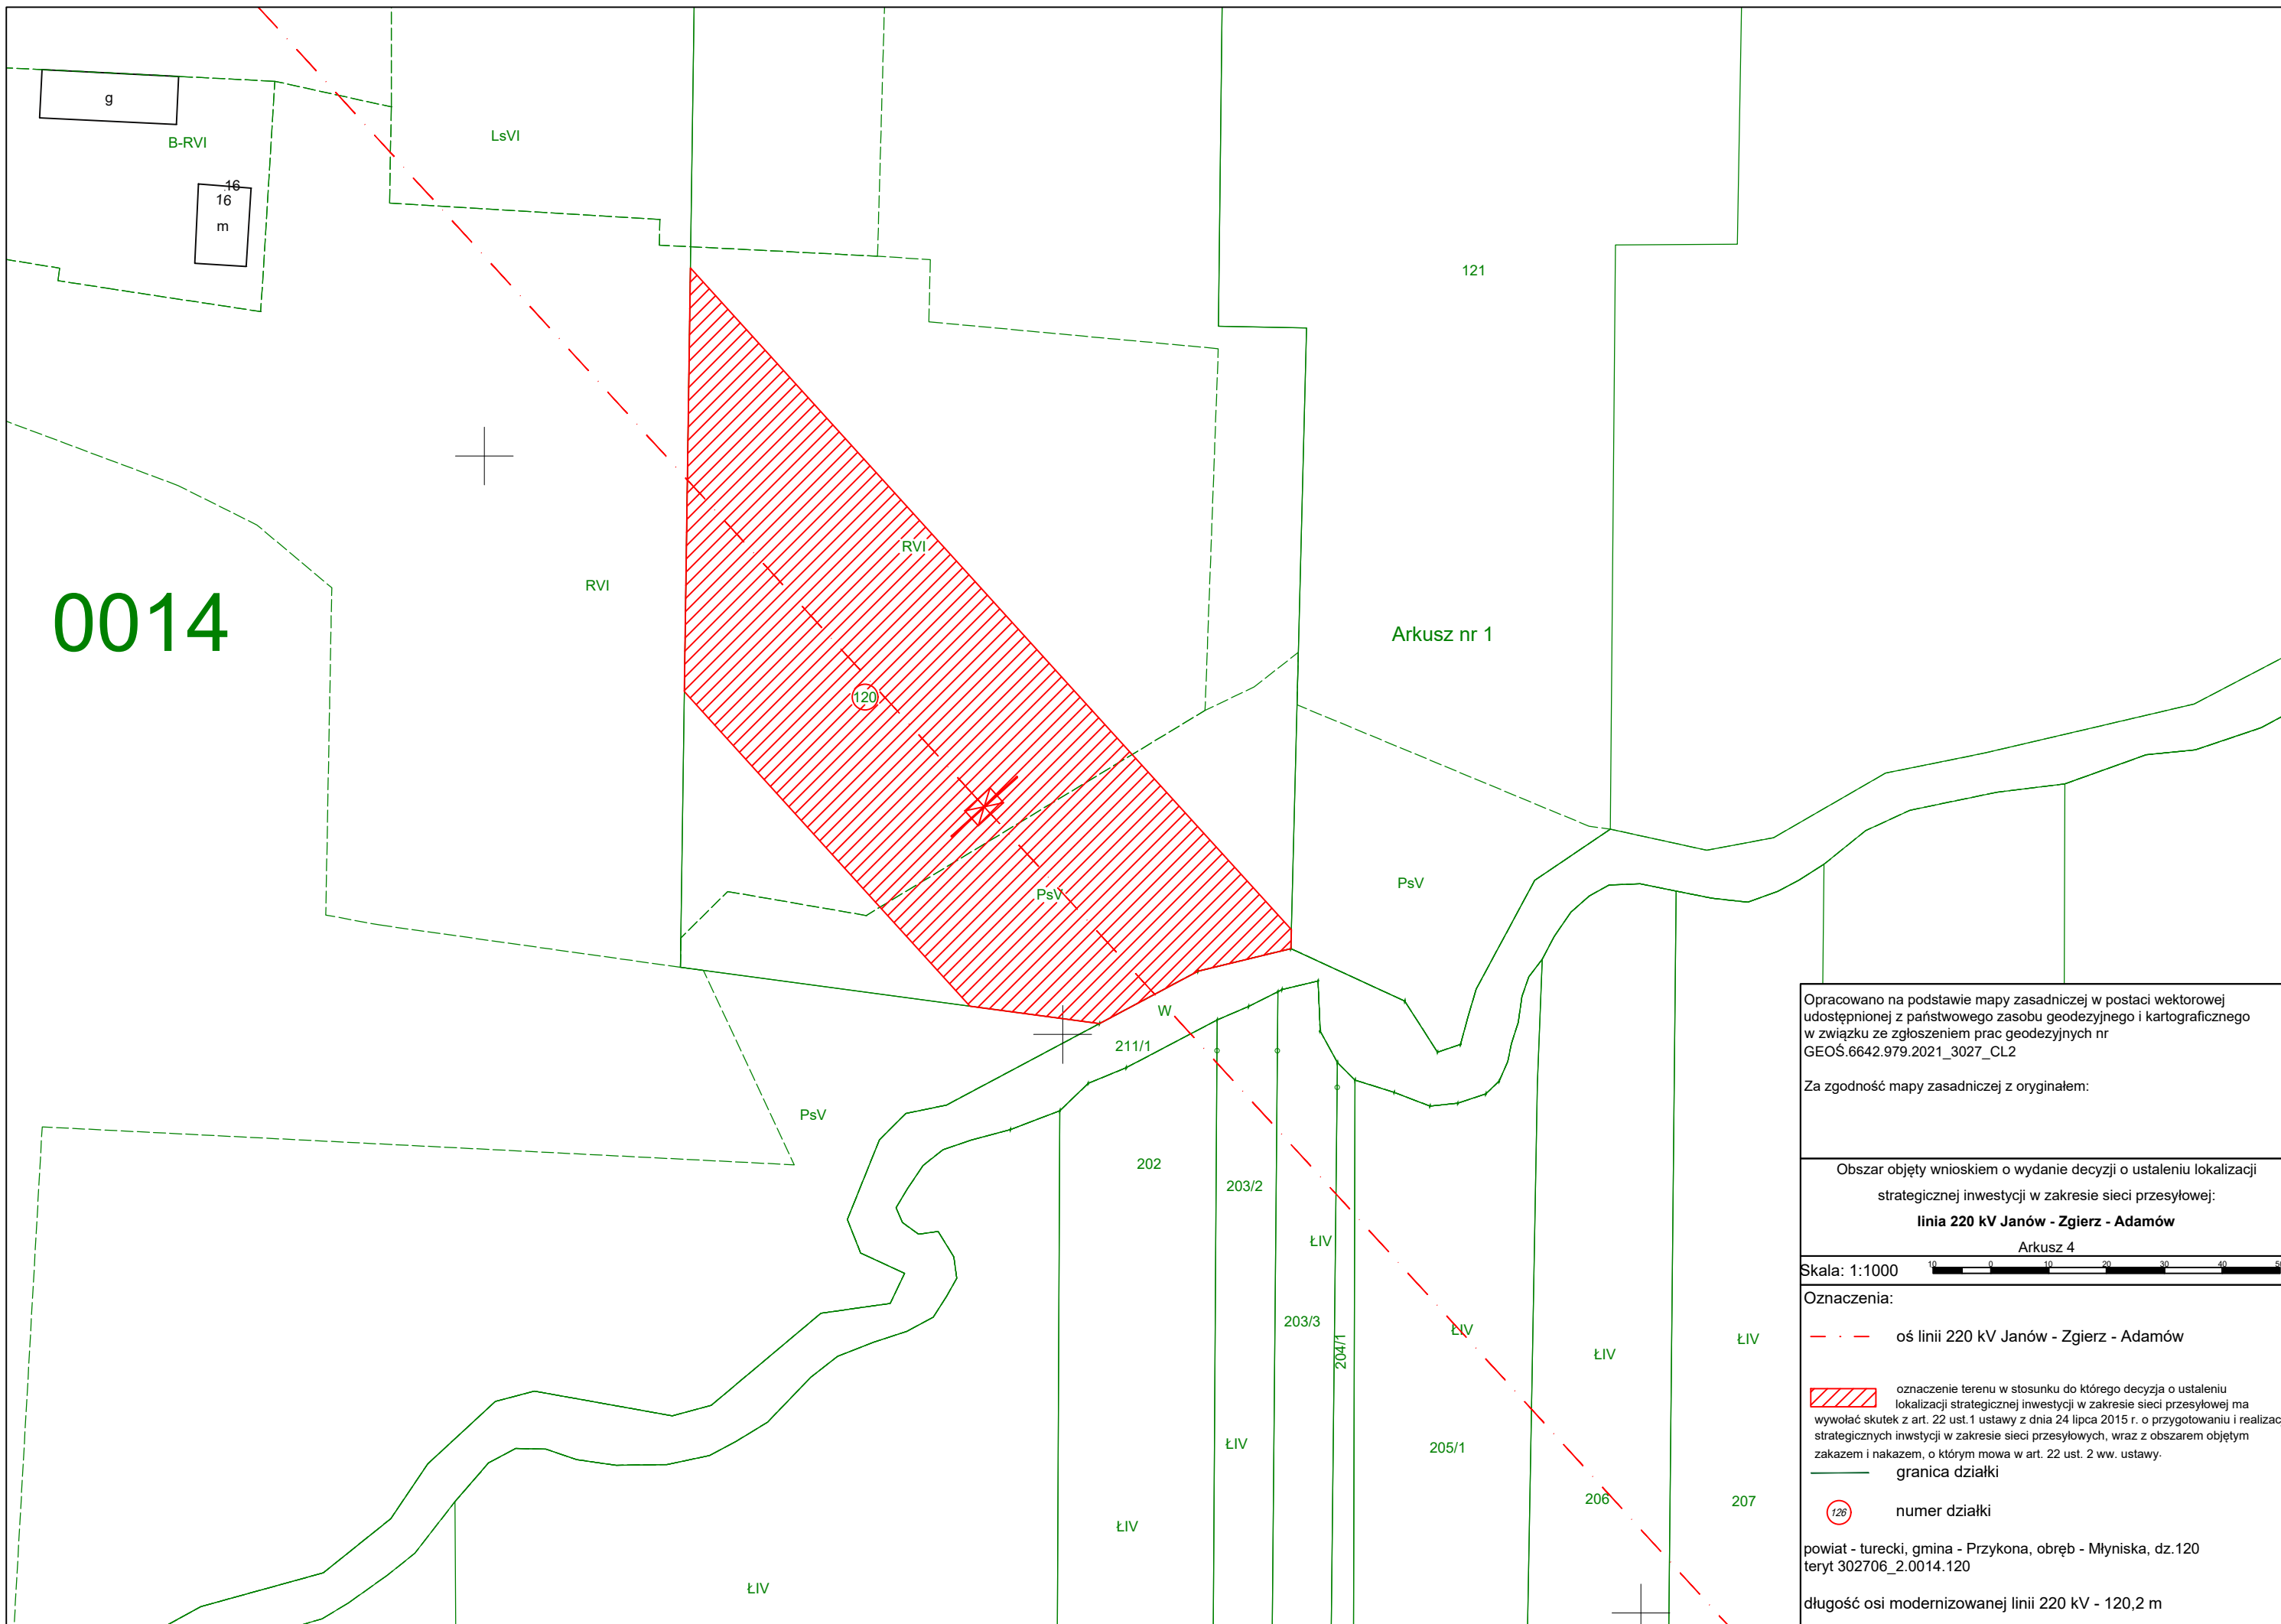 g
B-RVI
16
16
m
LsVI
121
RVI
RVI
0014
Arkusz nr 1
120
PsV
PsV
W
211/1
PsV
202
203/2
ŁIV
203/3
204/1
ŁIV
ŁIV
ŁIV
ŁIV
205/1
206
207
ŁIV
ŁIV
Opracowano na podstawie mapy zasadniczej w postaci wektorowej
udostępnionej z państwowego zasobu geodezyjnego i kartograficznego
w związku ze zgłoszeniem prac geodezyjnych nr
GEOŚ.6642.979.2021_3027_CL2
Za zgodność mapy zasadniczej z oryginałem:
Obszar objęty wnioskiem o wydanie decyzji o ustaleniu lokalizacji
strategicznej inwestycji w zakresie sieci przesyłowej:
linia 220 kV Janów - Zgierz - Adamów
Arkusz 4
Skala: 1:1000
10 0 10 20 30 40
Oznaczenia:
oś linii 220 kV Janów - Zgierz - Adamów
oznaczenie terenu w stosunku do którego decyzja o ustaleniu
lokalizacji strategicznej inwestycji w zakresie sieci przesyłowej ma
wywołać skutek z art. 22 ust.1 ustawy z dnia 24 lipca 2015 r. o przygotowaniu i realizac
strategicznych inwstycji w zakresie sieci przesyłowych, wraz z obszarem objętym
zakazem i nakazem, o którym mowa w art. 22 ust. 2 ww. ustawy.
granica działki
126
numer działki
powiat - turecki, gmina - Przykona, obręb - Młyniska, dz.120
teryt 302706_2.0014.120
długość osi modernizowanej linii 220 kV - 120,2 m